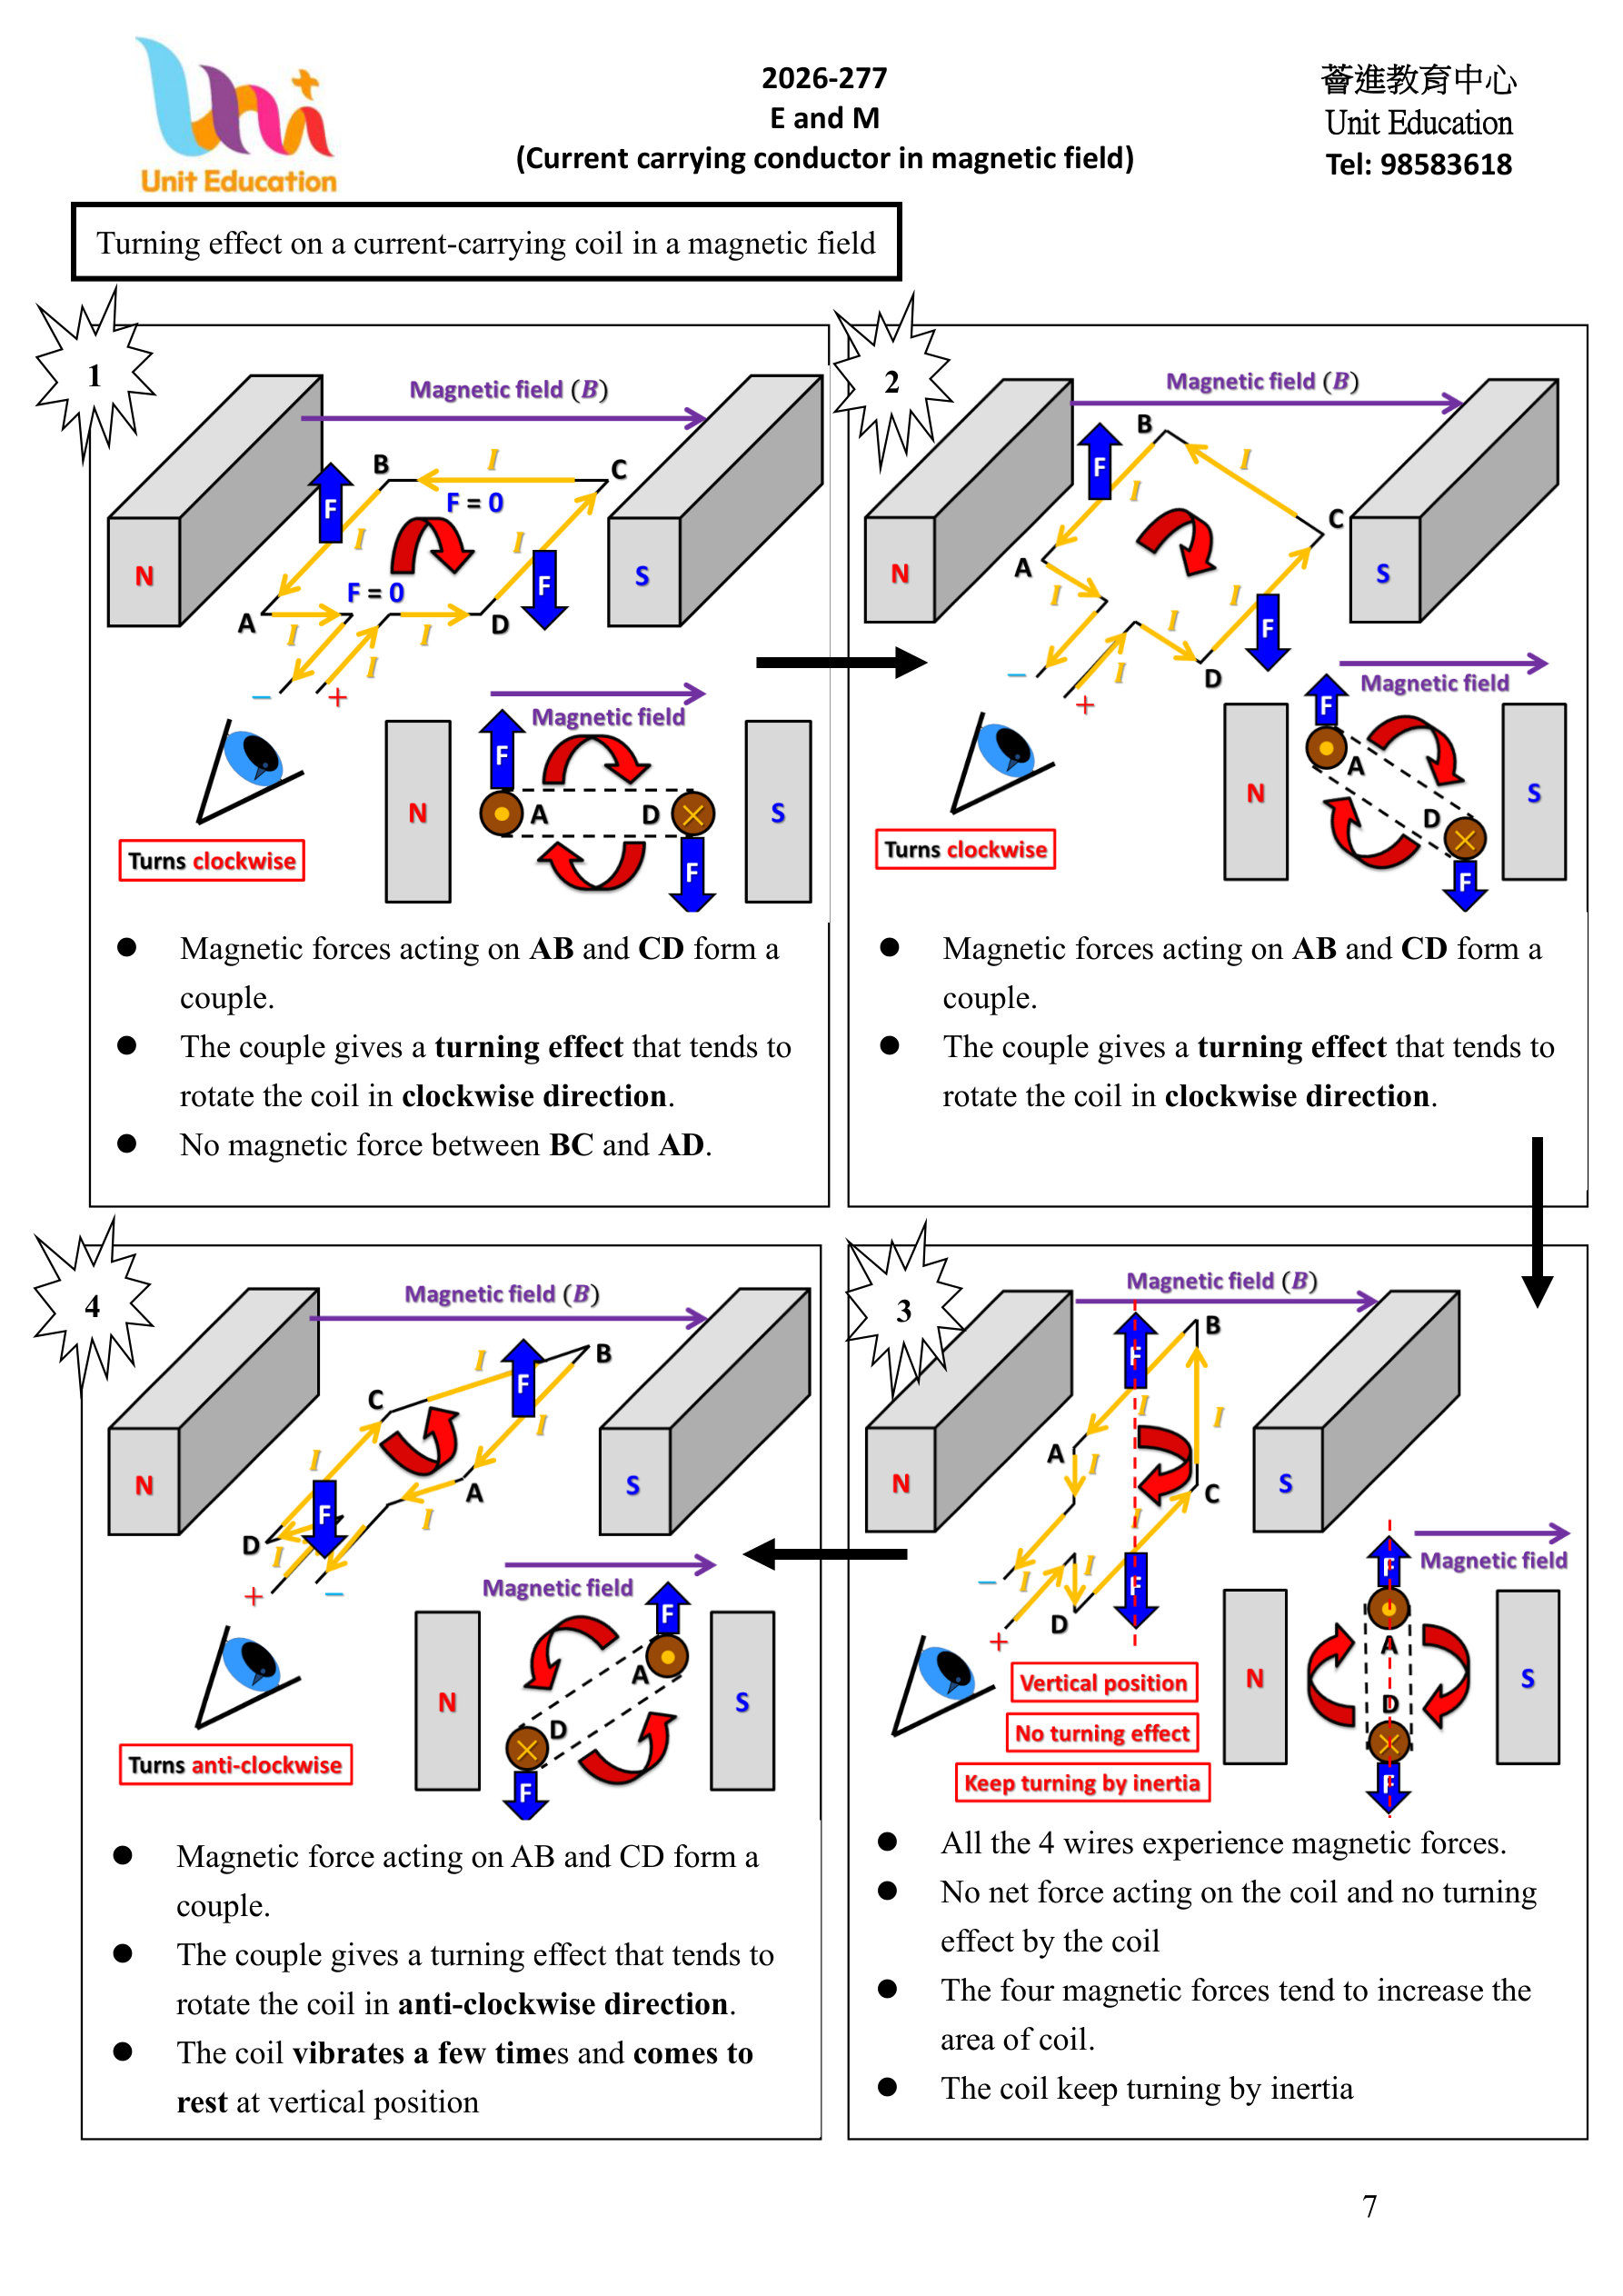 Uni+
Unit Education
2026-277
E and M
(Current carrying conductor in magnetic field)
薈進教育中心
Unit Education
Tel: 98583618
Turning effect on a current-carrying coil in a magnetic field
1
Magnetic field (B)
B
I
C
F
F = 0
I
I
N
F = 0
F
S
A
I
I
D
I
−
+
Magnetic field
F
N
A
D
S
F
Turns clockwise
● Magnetic forces acting on AB and CD form a
couple.
● The couple gives a turning effect that tends to
rotate the coil in clockwise direction.
● No magnetic force between BC and AD.
2
Magnetic field (B)
B
F
I
I
C
A
N
S
I
I
I
F
I
D
−
+
Magnetic field
F
A
N
D
S
F
Turns clockwise
● Magnetic forces acting on AB and CD form a
couple.
● The couple gives a turning effect that tends to
rotate the coil in clockwise direction.
4
Magnetic field (B)
I
B
F
C
I
I
N
S
A
F
I
D
I
+
−
Magnetic field
F
A
N
S
D
F
Turns anti-clockwise
● Magnetic force acting on AB and CD form a
couple.
● The couple gives a turning effect that tends to
rotate the coil in anti-clockwise direction.
● The coil vibrates a few times and comes to
rest at vertical position
3
Magnetic field (B)
B
F
I
I
A
I
N
S
C
I
−
I
I
F
D
+
Magnetic field
F
A
N
S
D
F
Vertical position
No turning effect
Keep turning by inertia
● All the 4 wires experience magnetic forces.
● No net force acting on the coil and no turning
effect by the coil
● The four magnetic forces tend to increase the
area of coil.
● The coil keep turning by inertia
7